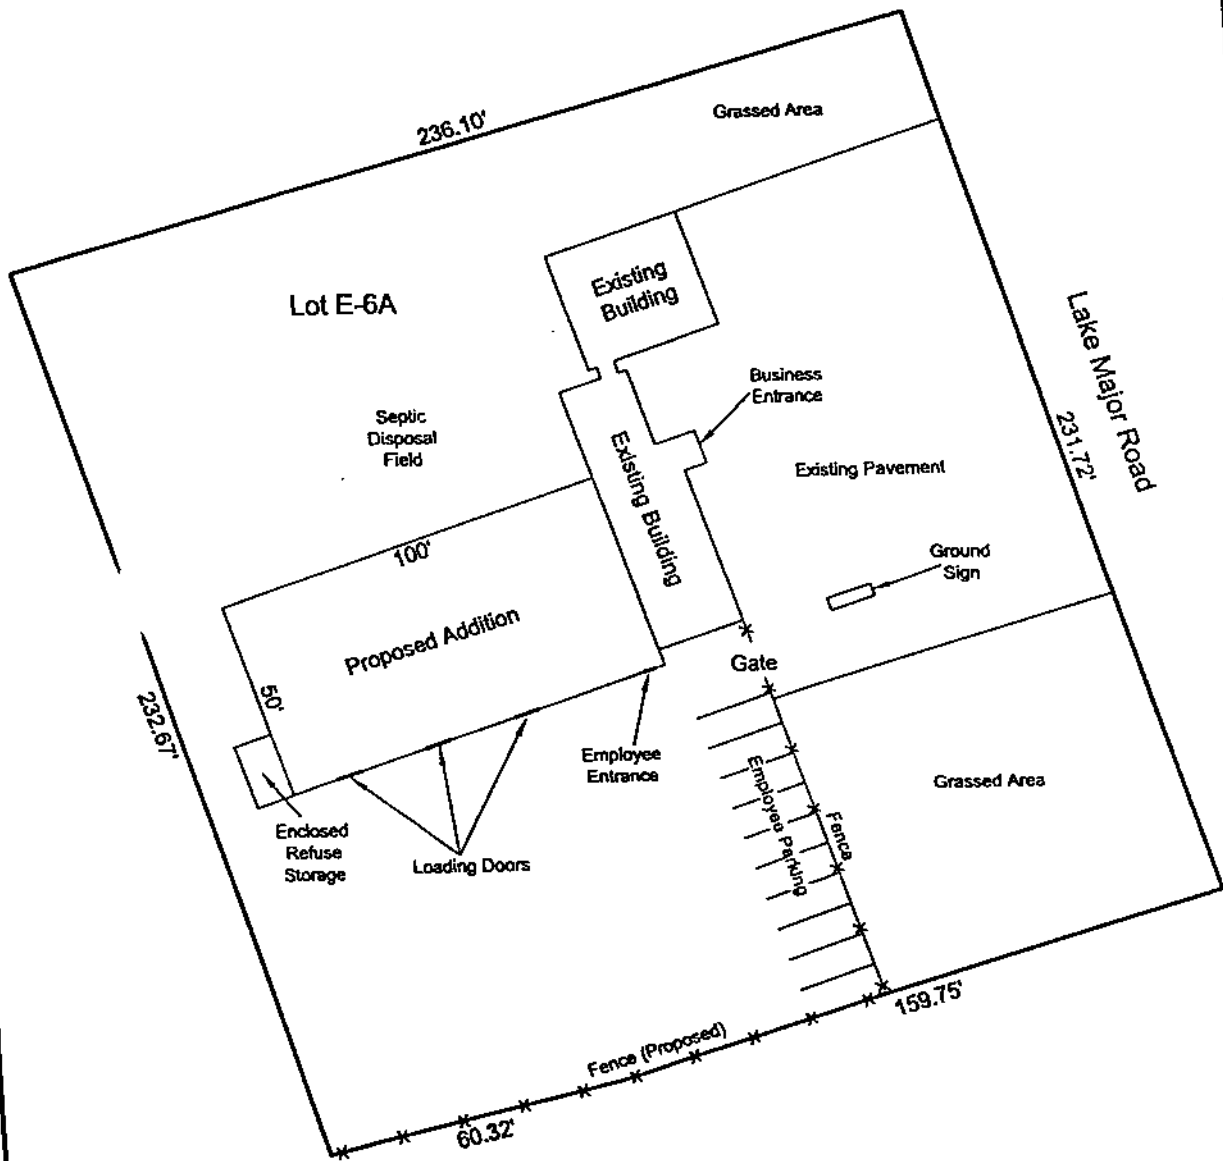 236.10'
Grassed Area
Lot E-6A
Existing
Building
Lake Major Road
231.72'
Business
Entrance
Septic
Disposal
Field
Existing Building
Existing Pavement
100'
Ground
Sign
Proposed Addition
Gate
50'
232.67'
Employee
Entrance
Employee Parking
Fence
Grassed Area
Enclosed
Refuse
Storage
Loading Doors
159.75'
Fence (Proposed)
60.32'